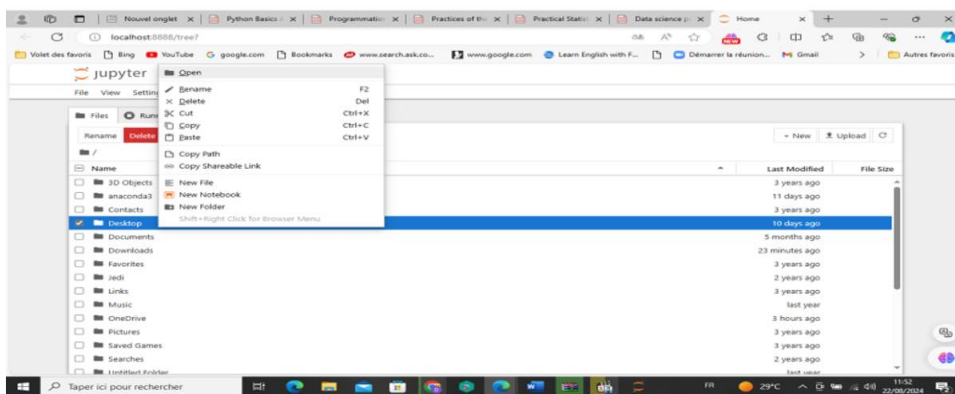 Nouvel onglet
Python Basics
Programmation
Practices of the
Practical Statist
Data science p
Home
localhost:8888/tree?
Volet des favoris Bing YouTube google.com Bookmarks www.search.ask.co... www.google.com Learn English with F... Démarrer la réunion... Gmail Autres favoris
jupyter
File View Settin
Files Run
Rename Delete
+ New Upload
/
Name Last Modified File Size
Open
Rename F2
Delete Del
Cut Ctrl+X
Copy Ctrl+C
Paste Ctrl+V
Copy Path
Copy Shareable Link
New File
New Notebook
New Folder
Shift+Right Click for Browser Menu
3D Objects 3 years ago
anaconda3 11 days ago
Contacts 3 years ago
Desktop 10 days ago
Documents 5 months ago
Downloads 23 minutes ago
Favorites 3 years ago
Jedi 2 years ago
Links 3 years ago
Music last year
OneDrive 3 hours ago
Pictures 3 years ago
Saved Games 3 years ago
Searches 2 years ago
Untitled Folder last year
Taper ici pour rechercher
FR 29°C 11:52
22/08/2024